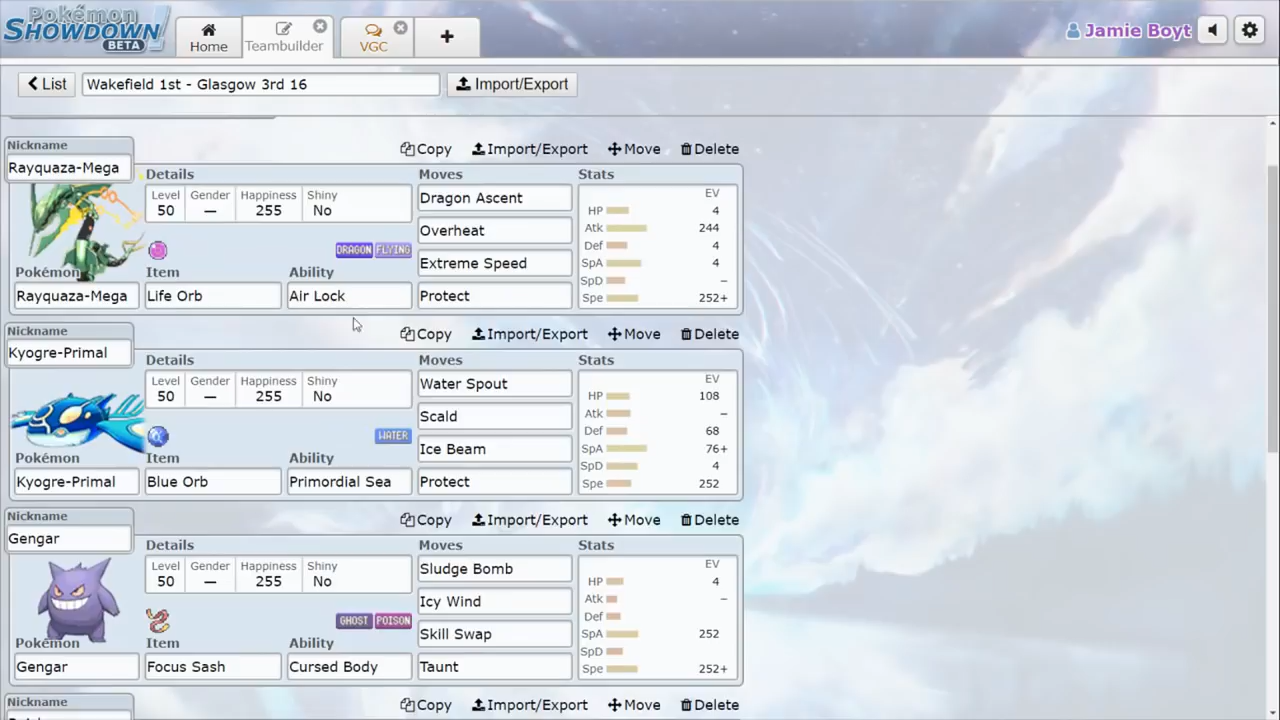 Pokémon
SHOWDOWN!
BETA
Home
Teambuilder
VGC
Jamie Boyt
List
Wakefield 1st - Glasgow 3rd 16
Import/Export
Nickname
Rayquaza-Mega
Copy Import/Export Move Delete
Details
Moves
Stats
Level Gender Happiness Shiny
50 — 255 No
DRAGON FLYING
Pokémon
Item
Ability
Rayquaza-Mega
Life Orb
Air Lock
Dragon Ascent
Overheat
Extreme Speed
Protect
EV
HP 4
Atk 244
Def 4
SpA 4
SpD –
Spe 252+
Nickname
Kyogre-Primal
Copy Import/Export Move Delete
Details
Moves
Stats
Level Gender Happiness Shiny
50 — 255 No
WATER
Pokémon
Item
Ability
Kyogre-Primal
Blue Orb
Primordial Sea
Water Spout
Scald
Ice Beam
Protect
EV
HP 108
Atk –
Def 68
SpA 76+
SpD 4
Spe 252
Nickname
Gengar
Copy Import/Export Move Delete
Details
Moves
Stats
Level Gender Happiness Shiny
50 — 255 No
GHOST POISON
Pokémon
Item
Ability
Gengar
Focus Sash
Cursed Body
Sludge Bomb
Icy Wind
Skill Swap
Taunt
EV
HP 4
Atk –
Def
SpA 252
SpD
Spe 252+
Nickname
Copy Import/Export Move Delete